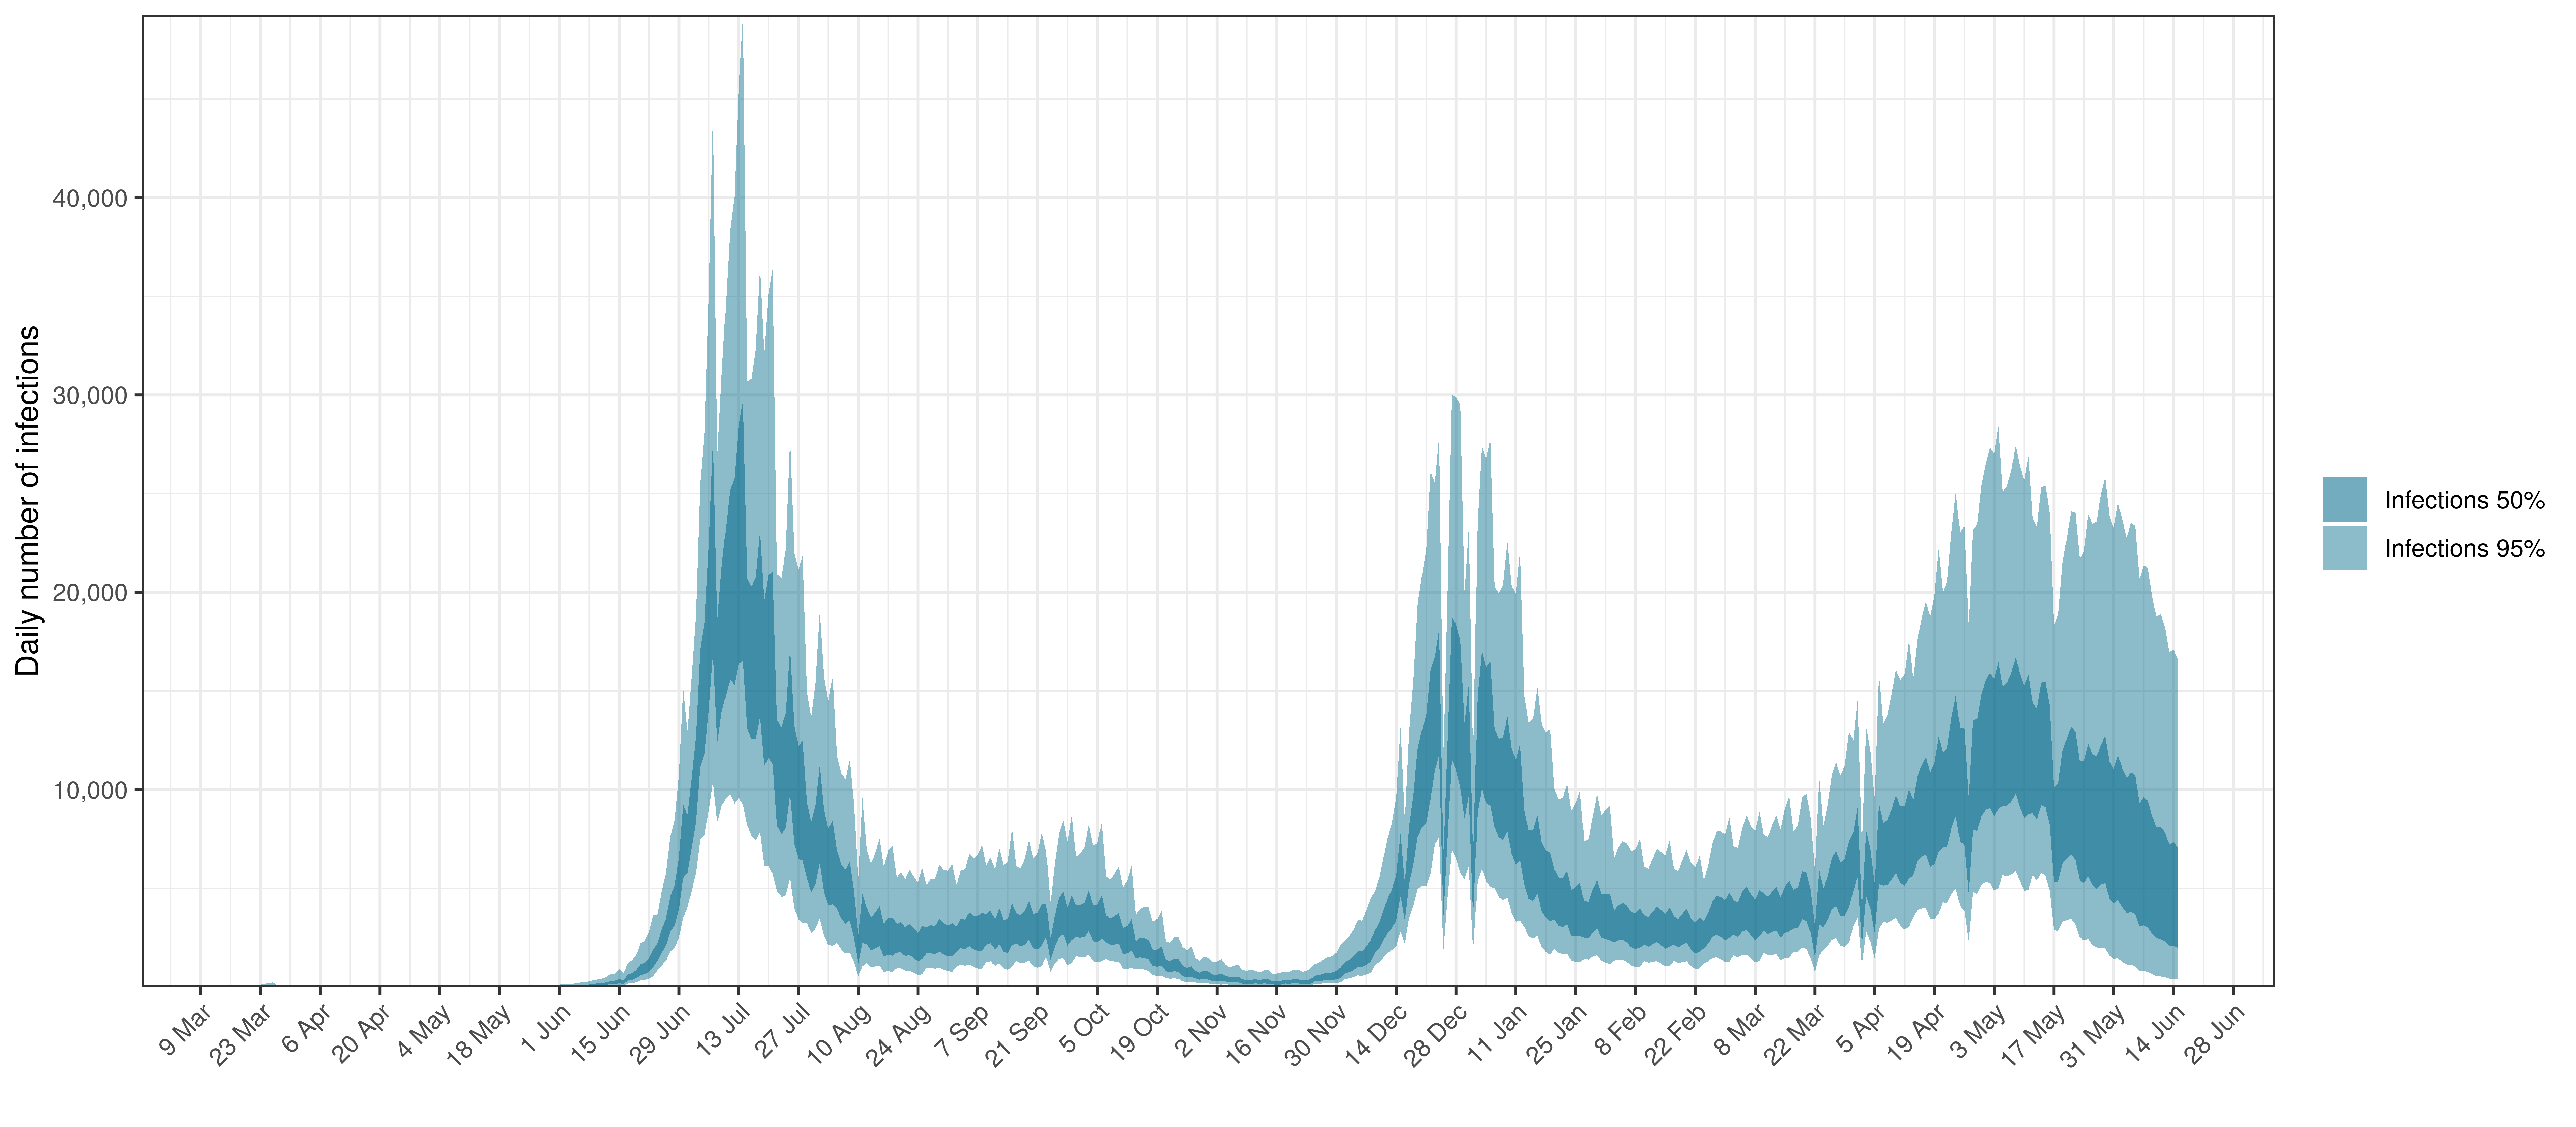 Daily number of infections
40,000
30,000
20,000
10,000
9 Mar
23 Mar
6 Apr
20 Apr
4 May
18 May
1 Jun
15 Jun
29 Jun
13 Jul
27 Jul
10 Aug
24 Aug
7 Sep
21 Sep
5 Oct
19 Oct
2 Nov
16 Nov
30 Nov
14 Dec
28 Dec
11 Jan
25 Jan
8 Feb
22 Feb
8 Mar
22 Mar
5 Apr
19 Apr
3 May
17 May
31 May
14 Jun
28 Jun
Infections 50%
Infections 95%